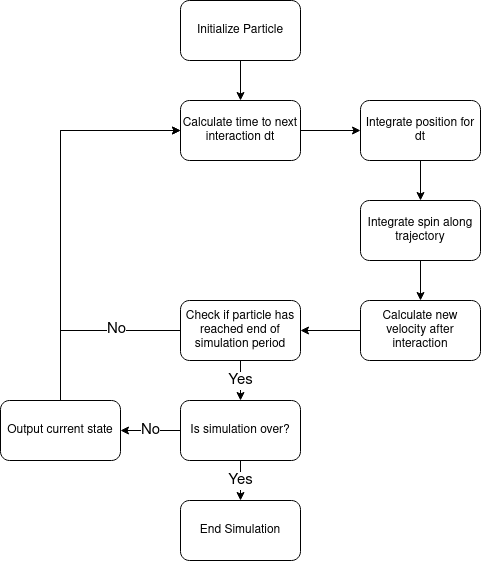 Initialize Particle
Calculate time to next
interaction dt
Integrate position for
dt
Integrate spin along
trajectory
Calculate new
velocity after
interaction
Check if particle has
reached end of
simulation period
No
Yes
Is simulation over?
No
Output current state
Yes
End Simulation